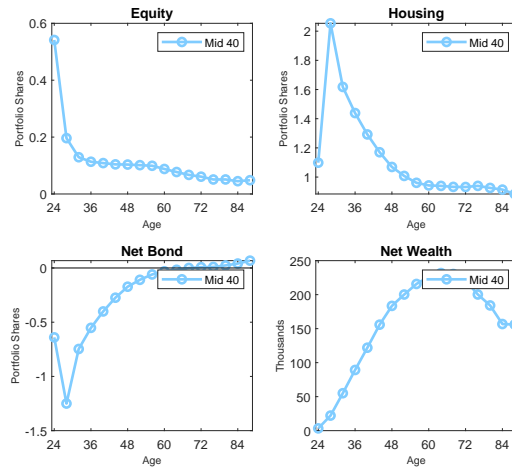 Equity
Portfolio Shares
0.6
0.4
0.2
0
Mid 40
24 36 48 60 72 84
Age
Housing
Portfolio Shares
2
1.8
1.6
1.4
1.2
1
Mid 40
24 36 48 60 72 84
Age
Net Bond
Portfolio Shares
0
-0.5
-1
-1.5
Mid 40
24 36 48 60 72 84
Age
Net Wealth
Thousands
250
200
150
100
50
0
Mid 40
24 36 48 60 72 84
Age